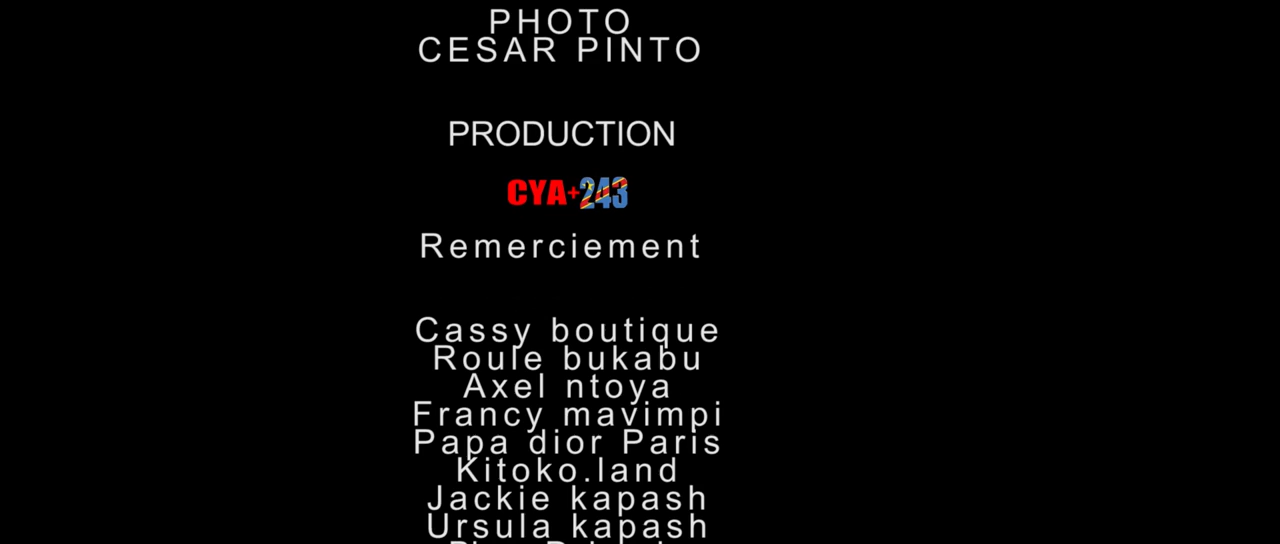 PHOTO
CESAR PINTO
PRODUCTION
CYA+243
Remerciement
Cassy boutique
Roule bukabu
Axel ntoya
Francy mavimpi
Papa dior Paris
Kitoko.land
Jackie kapash
Ursula kapash